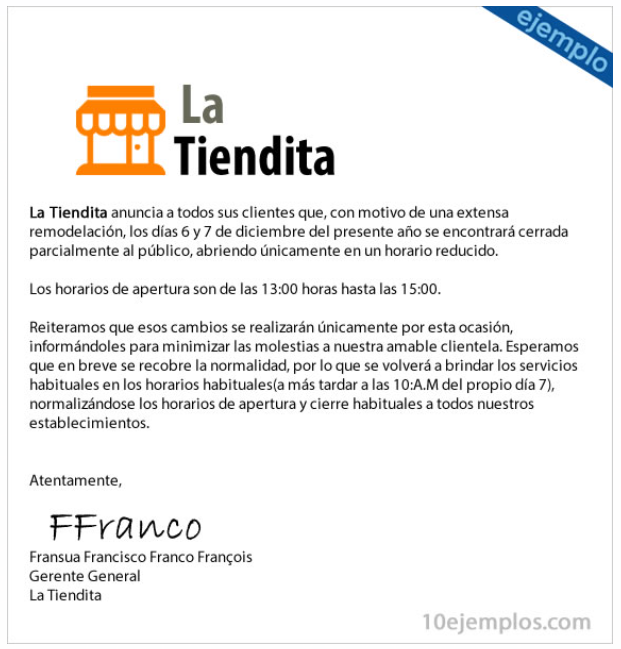 ejemplo
La
Tiendita
La Tiendita anuncia a todos sus clientes que, con motivo de una extensa
remodelación, los días 6 y 7 de diciembre del presente año se encontrará cerrada
parcialmente al público, abriendo únicamente en un horario reducido.
Los horarios de apertura son de las 13:00 horas hasta las 15:00.
Reiteramos que esos cambios se realizarán únicamente por esta ocasión,
informándoles para minimizar las molestias a nuestra amable clientela. Esperamos
que en breve se recobre la normalidad, por lo que se volverá a brindar los servicios
habituales en los horarios habituales(a más tardar a las 10:A.M del propio día 7),
normalizándose los horarios de apertura y cierre habituales a todos nuestros
establecimientos.
Atentamente,
FFranco
Fransua Francisco Franco François
Gerente General
La Tiendita
10ejemplos.com